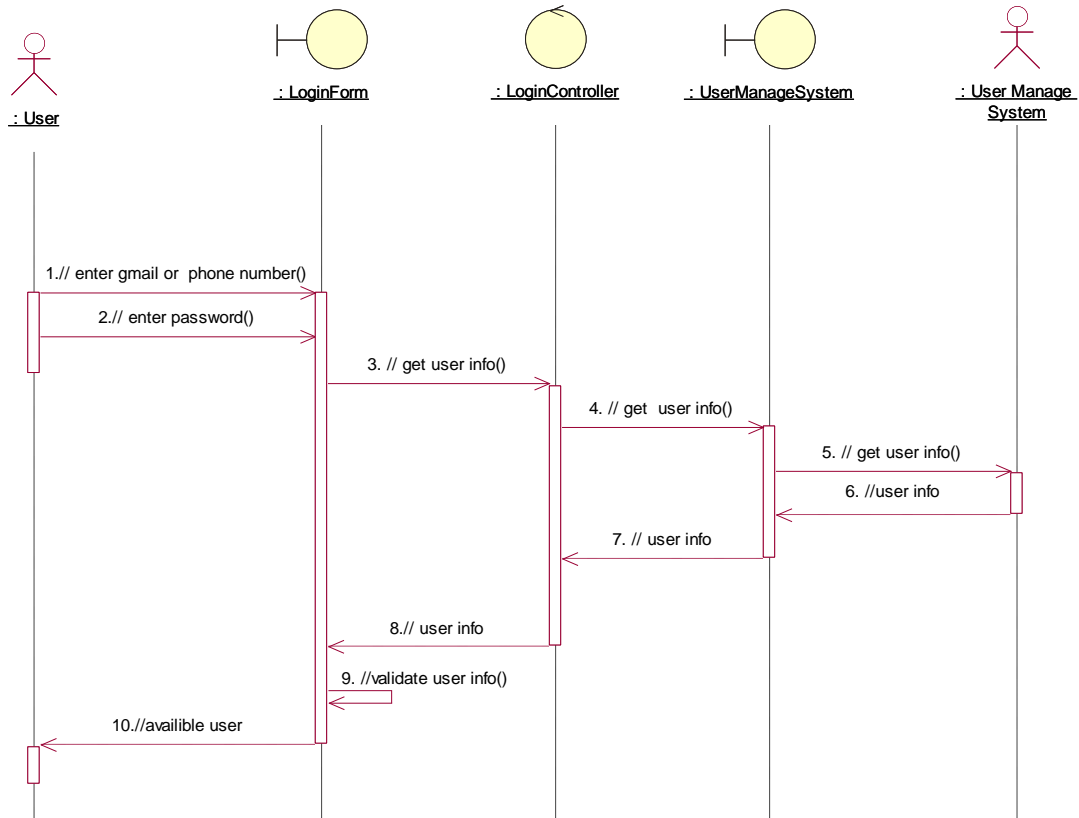 : User
: LoginForm
: LoginController
: UserManageSystem
: User Manage
System
1.// enter gmail or  phone number()
2.// enter password()
3. // get user info()
4. // get  user info()
5. // get user info()
6. //user info
7. // user info
8.// user info
9. //validate user info()
10.//availible user